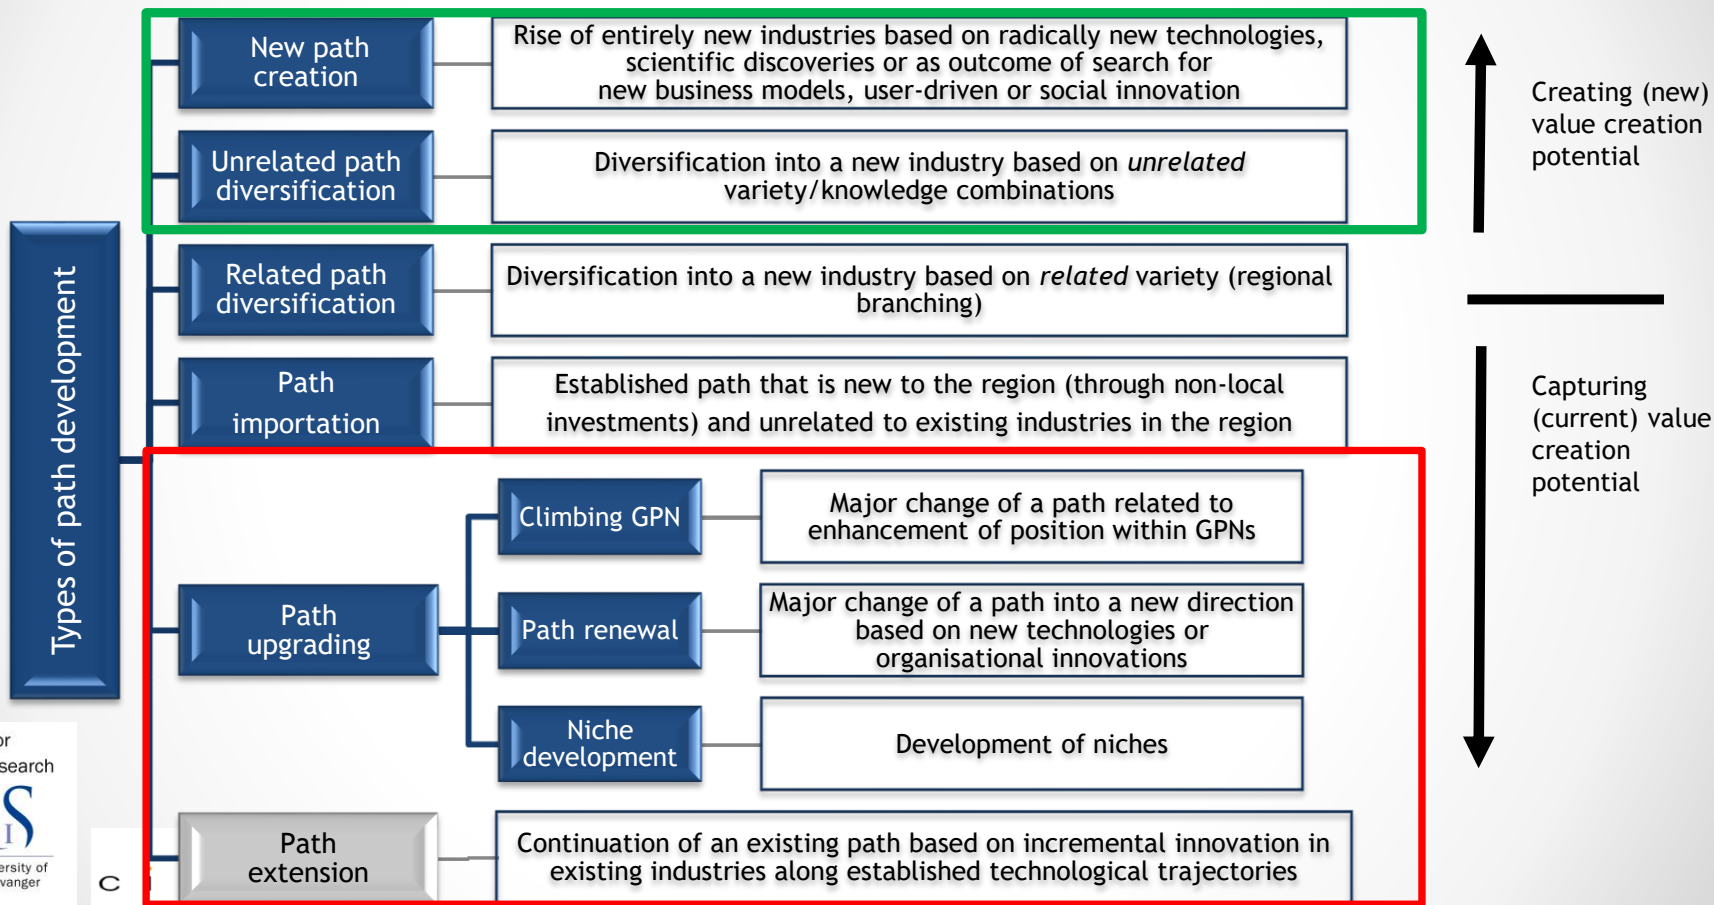 New path
creation
Rise of entirely new industries based on radically new technologies,
scientific discoveries or as outcome of search for
new business models, user-driven or social innovation
Creating (new)
value creation
potential
Unrelated path
diversification
Diversification into a new industry based on unrelated
variety/knowledge combinations
Types of path development
Related path
diversification
Diversification into a new industry based on related variety (regional
branching)
Path
importation
Established path that is new to the region (through non-local
investments) and unrelated to existing industries in the region
Capturing
(current) value
creation
potential
Path
upgrading
Climbing GPN
Major change of a path related to
enhancement of position within GPNs
Path renewal
Major change of a path into a new direction
based on new technologies or
organisational innovations
Niche
development
Development of niches
Path
extension
Continuation of an existing path based on incremental innovation in
existing industries along established technological trajectories
or
search
S
I
ersity of
vanger
c